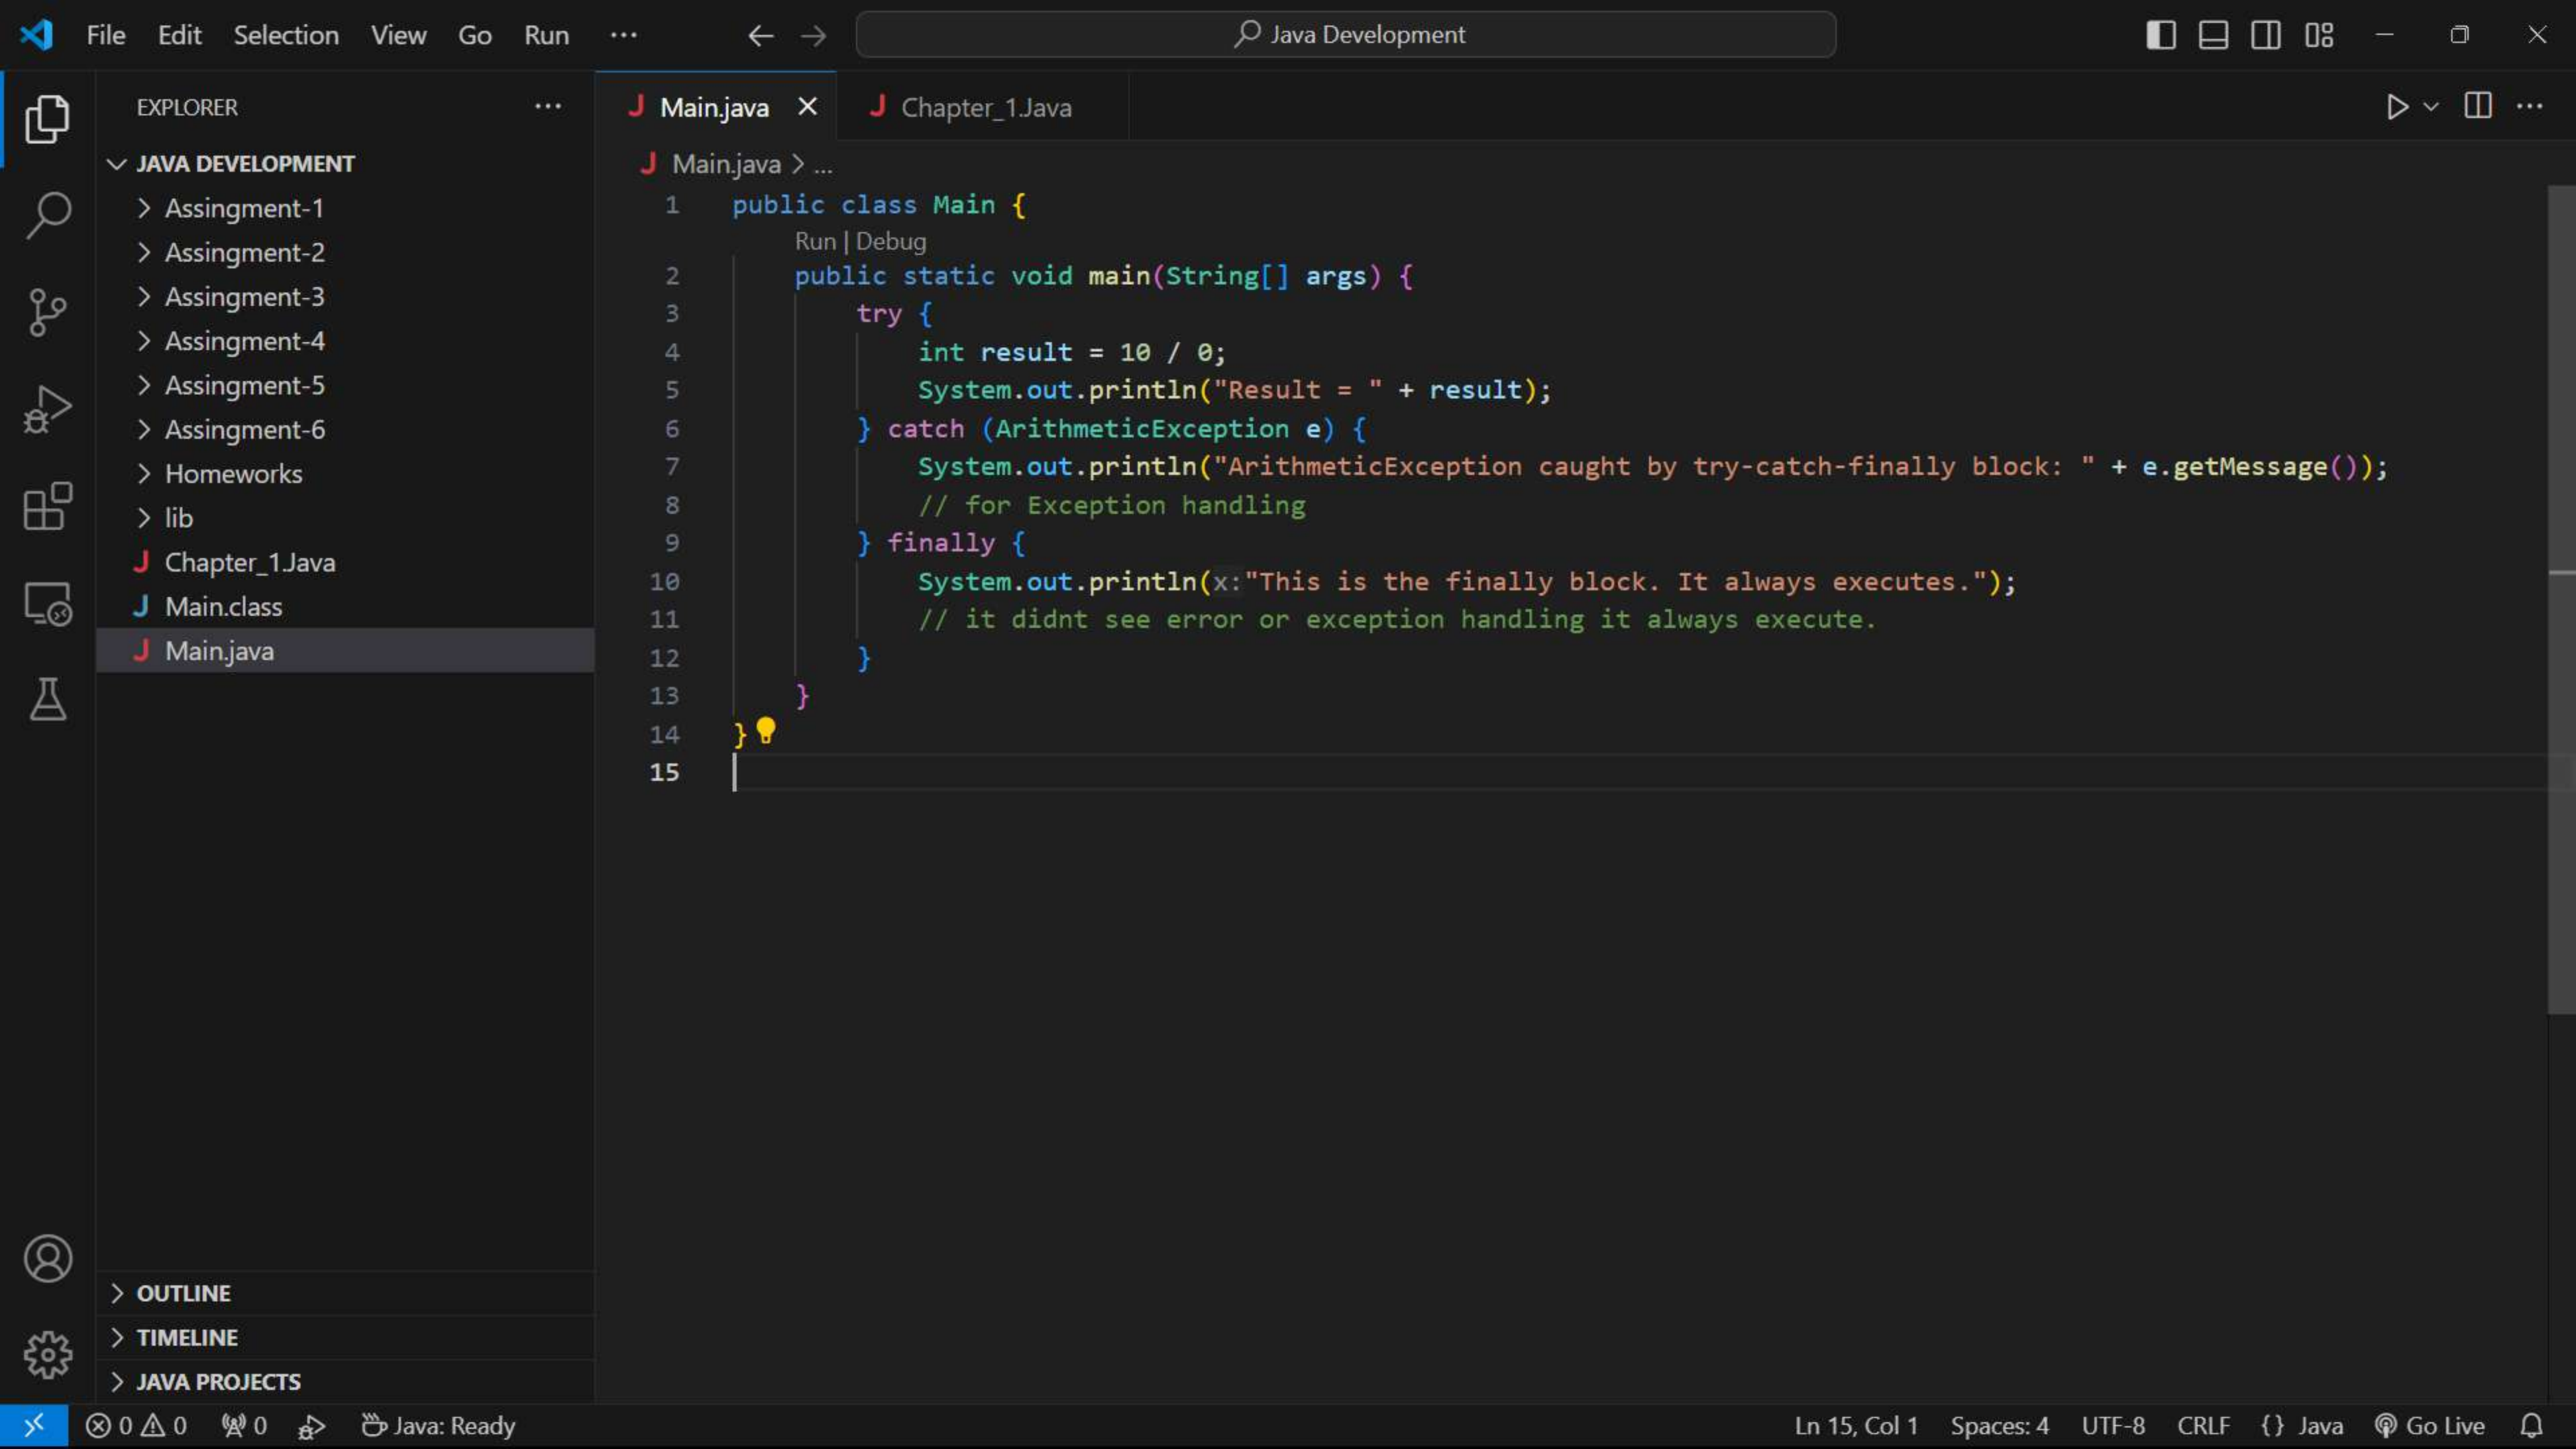 File Edit Selection View Go Run ... Java Development
EXPLORER ...
JAVA DEVELOPMENT
Assingment-1
Assingment-2
Assingment-3
Assingment-4
Assingment-5
Assingment-6
Homeworks
lib
J Chapter_1.Java
J Main.class
J Main.java
OUTLINE
TIMELINE
JAVA PROJECTS
J Main.java J Chapter_1.Java
J Main.java > ...
1 public class Main {
Run | Debug
2 public static void main(String[] args) {
3 try {
4 int result = 10 / 0;
5 System.out.println("Result = " + result);
6 } catch (ArithmeticException e) {
7 System.out.println("ArithmeticException caught by try-catch-finally block: " + e.getMessage());
8 // for Exception handling
9 } finally {
10 System.out.println(x:"This is the finally block. It always executes.");
11 // it didnt see error or exception handling it always execute.
12 }
13 }
14 }
15
0 0 0 Java: Ready Ln 15, Col 1 Spaces: 4 UTF-8 CRLF {} Java Go Live